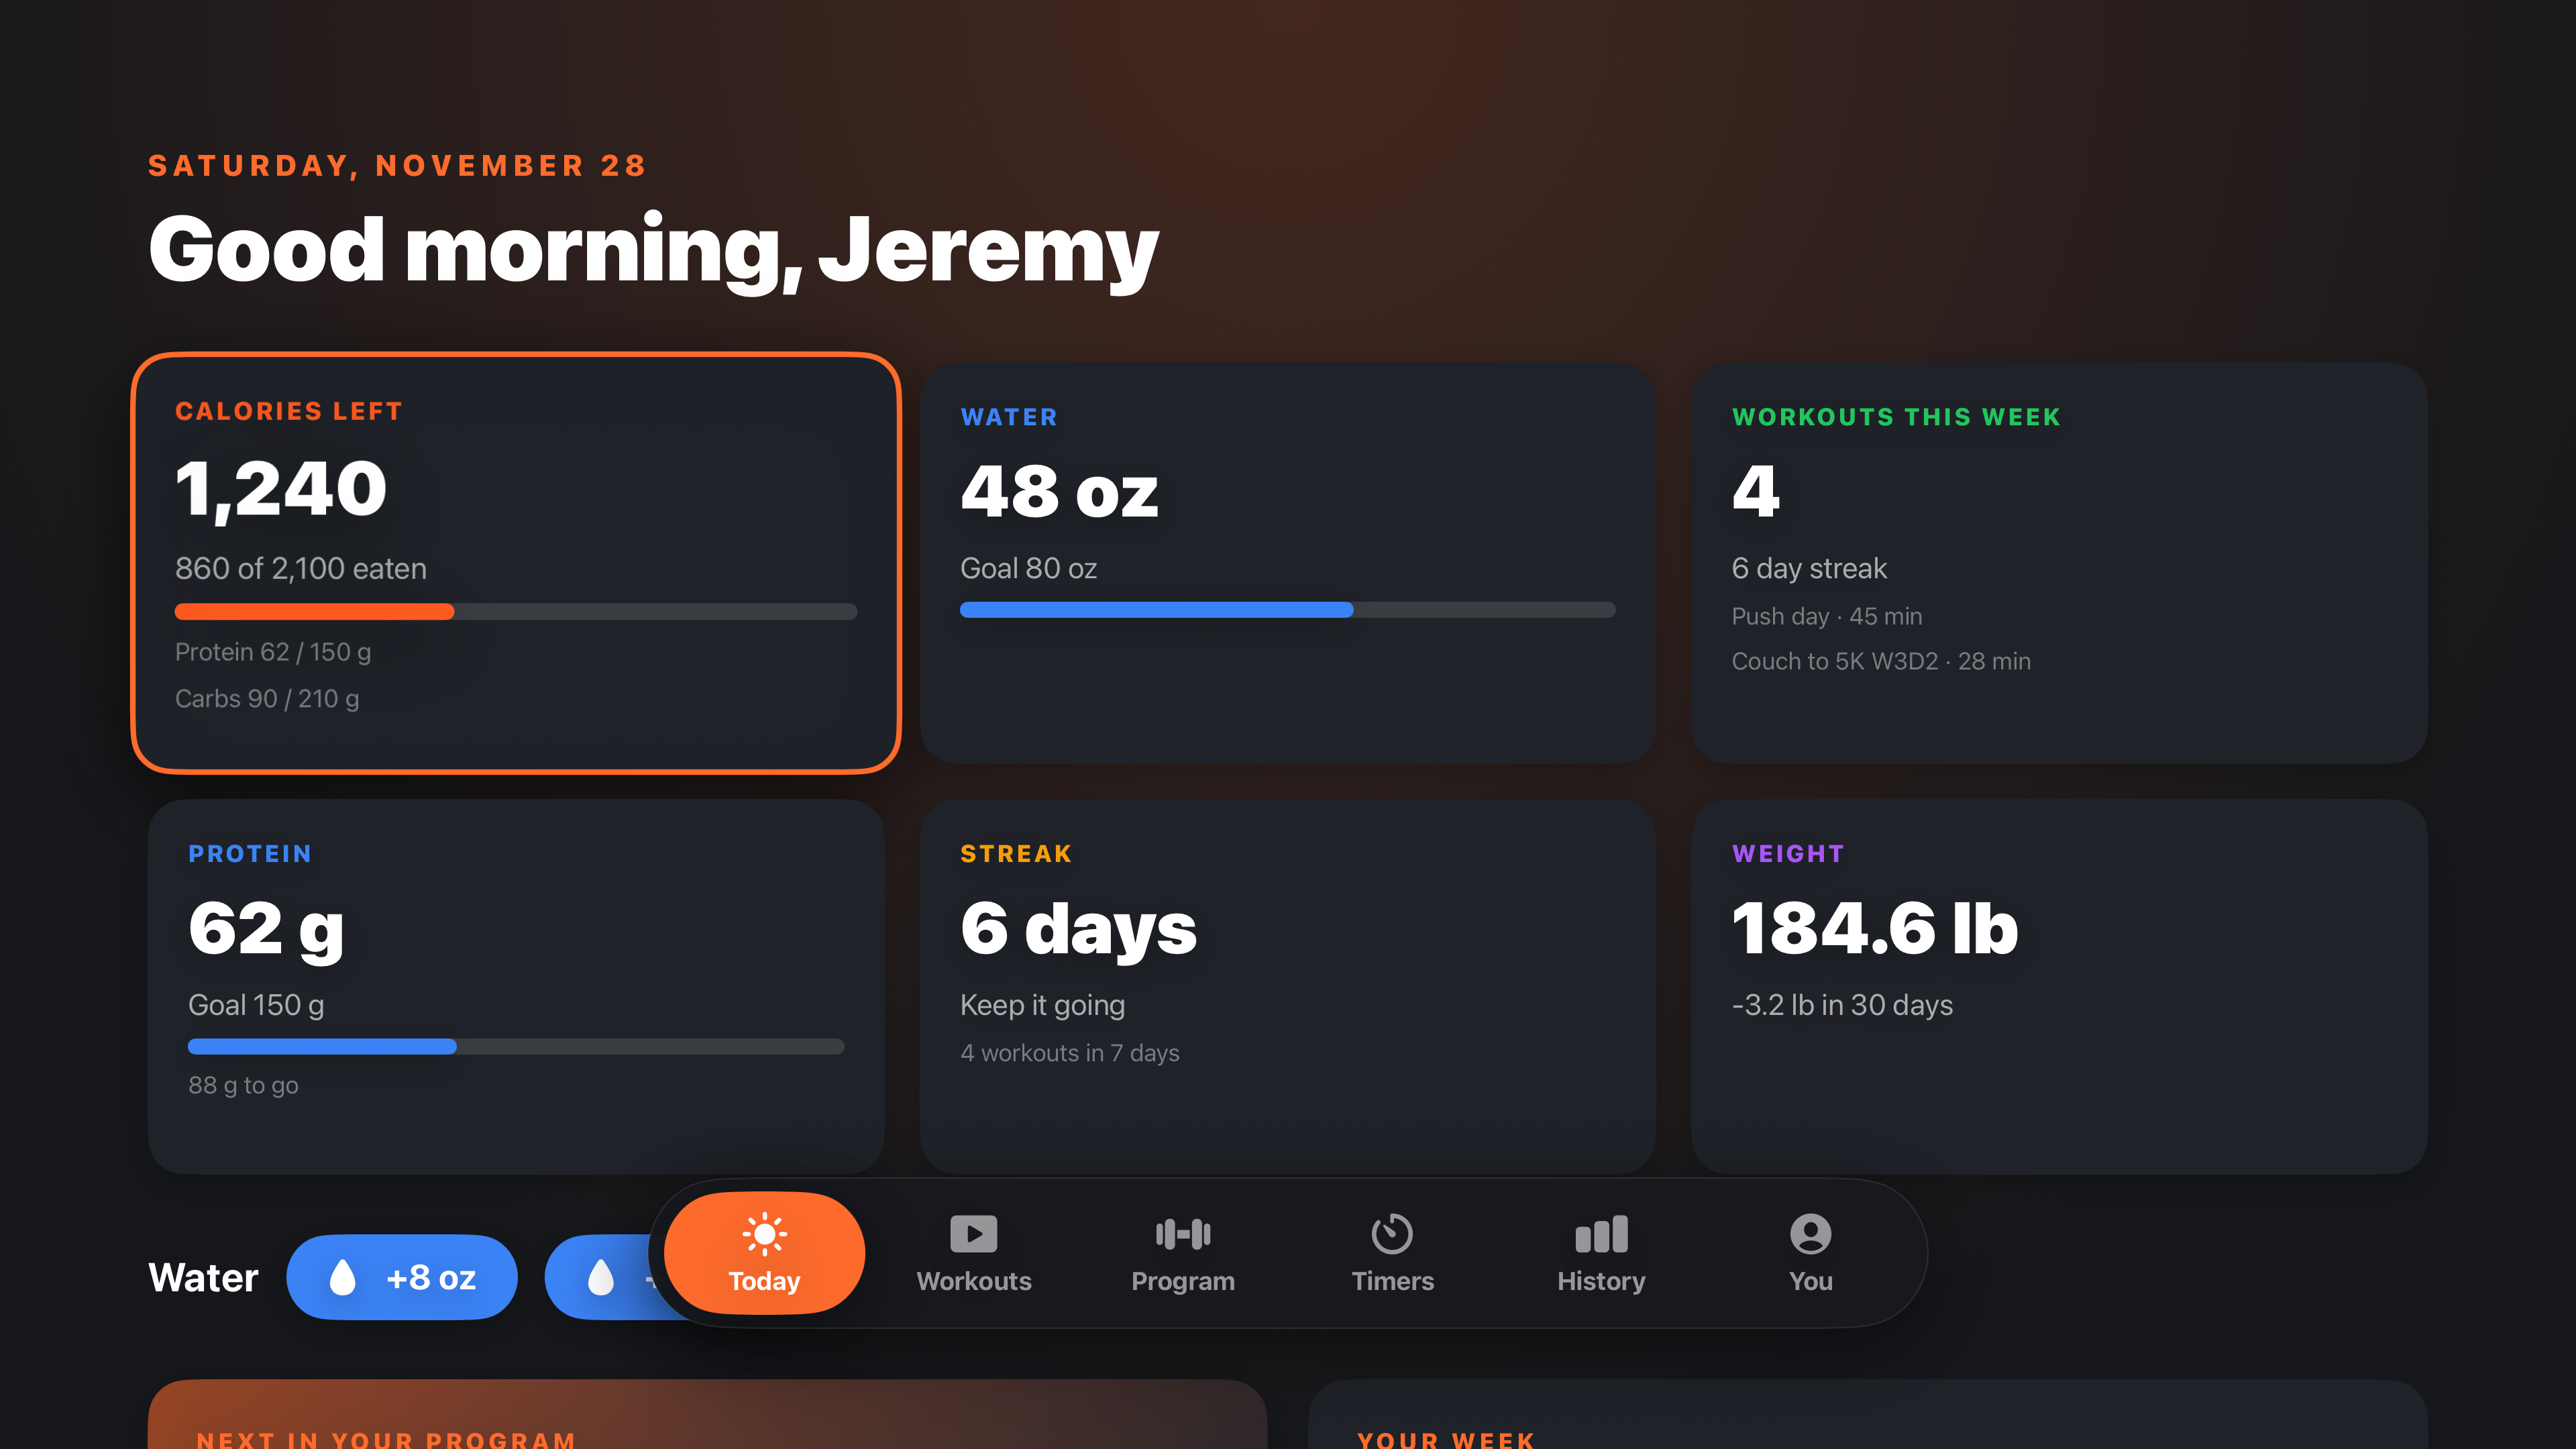 SATURDAY, NOVEMBER 28
Good morning, Jeremy
CALORIES LEFT
1,240
860 of 2,100 eaten
Protein 62 / 150 g
Carbs 90 / 210 g
WATER
48 oz
Goal 80 oz
WORKOUTS THIS WEEK
4
6 day streak
Push day · 45 min
Couch to 5K W3D2 · 28 min
PROTEIN
62 g
Goal 150 g
88 g to go
STREAK
6 days
Keep it going
4 workouts in 7 days
WEIGHT
184.6 lb
-3.2 lb in 30 days
Water
+8 oz
Today
Workouts
Program
Timers
History
You
NEXT IN YOUR PROGRAM
YOUR WEEK